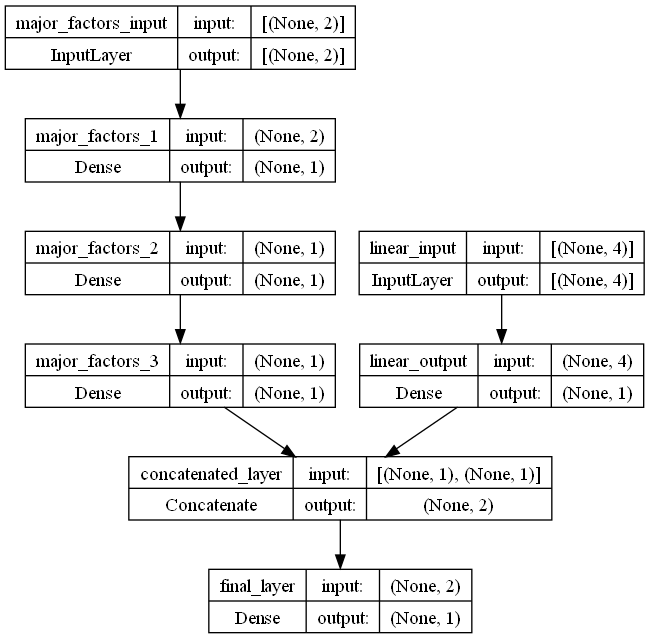 major_factors_input input: [(None, 2)]
InputLayer output: [(None, 2)]
major_factors_1 input: (None, 2)
Dense output: (None, 1)
major_factors_2 input: (None, 1)
Dense output: (None, 1)
linear_input input: [(None, 4)]
InputLayer output: [(None, 4)]
major_factors_3 input: (None, 1)
Dense output: (None, 1)
linear_output input: (None, 4)
Dense output: (None, 1)
concatenated_layer input: [(None, 1), (None, 1)]
Concatenate output: (None, 2)
final_layer input: (None, 2)
Dense output: (None, 1)